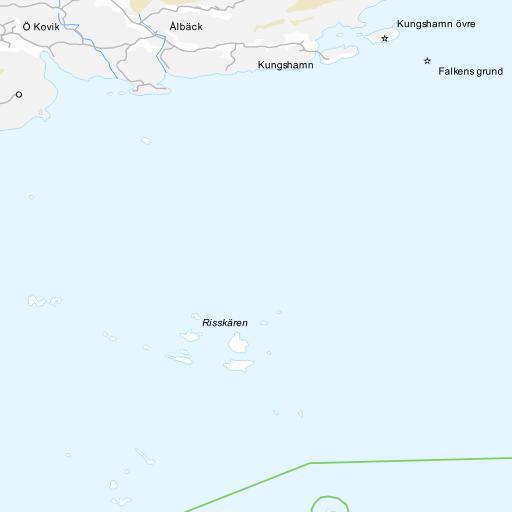 Kungshamn övre
Ö Kovik
Ålbäck
Kungshamn
Falkens grund
Risskären